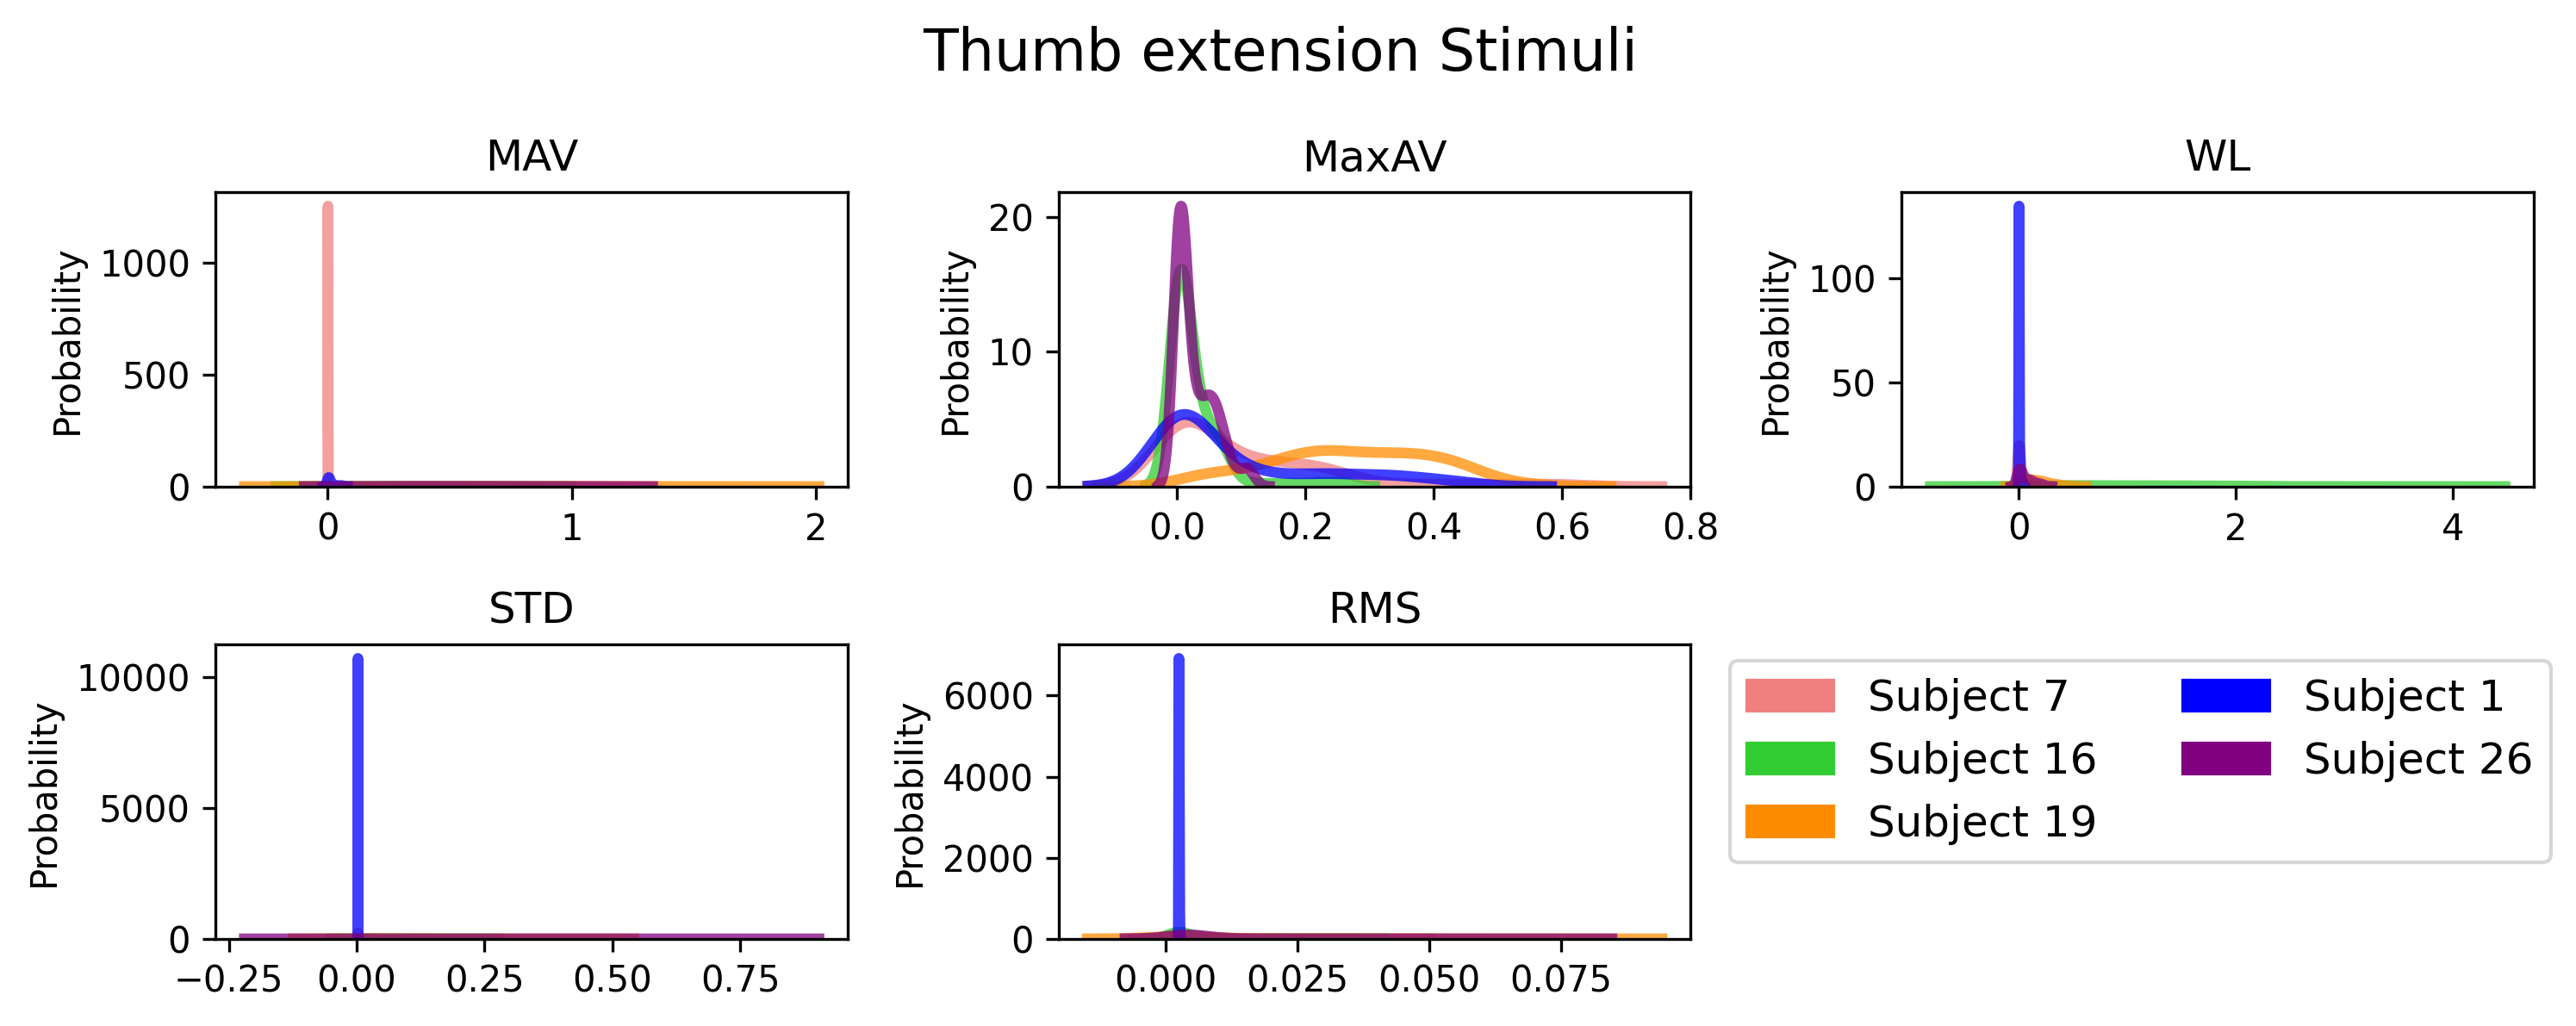 Thumb extension Stimuli
MAV
Probability
1000
500
0
0 1 2
MaxAV
Probability
20
10
0
0.0 0.2 0.4 0.6 0.8
WL
Probability
100
50
0
0 2 4
STD
Probability
10000
5000
0
−0.25 0.00 0.25 0.50 0.75
RMS
Probability
6000
4000
2000
0
0.000 0.025 0.050 0.075
Subject 7
Subject 16
Subject 19
Subject 1
Subject 26